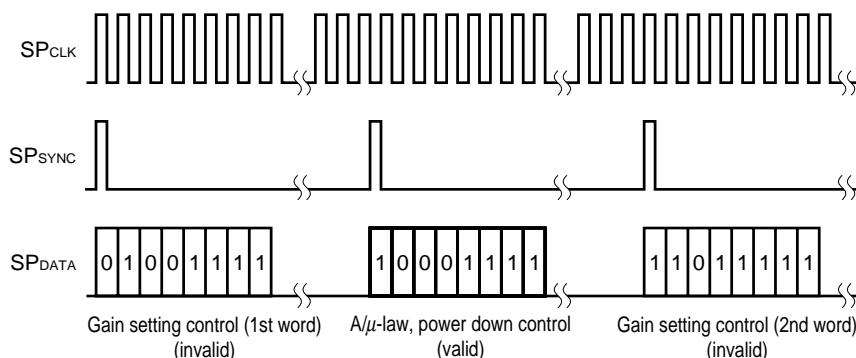 SPCLK
SPSYNC
SPDATA
0 1 0 0 1 1 1 1
1 0 0 0 1 1 1 1
1 1 0 1 1 1 1 1
Gain setting control (1st word)
(invalid)
A/μ-law, power down control
(valid)
Gain setting control (2nd word)
(invalid)